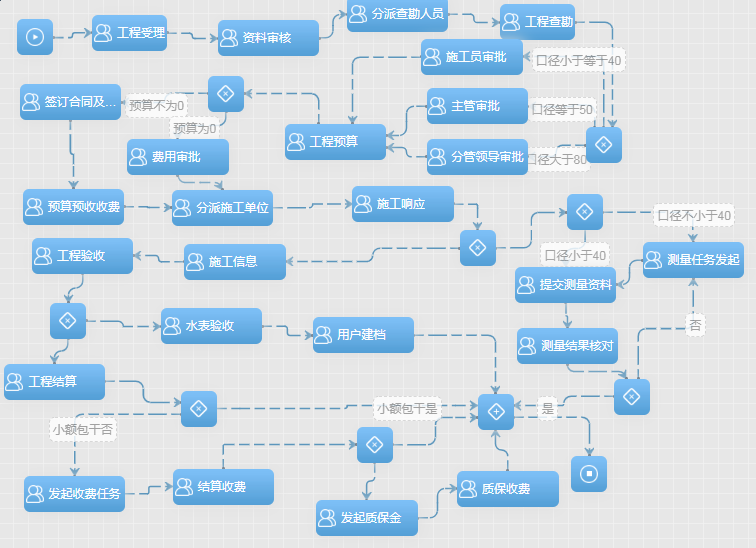 工程受理
资料审核
分派查勘人员
工程查勘
施工员审批
口径小于等于40
签订合同及...
预算不为0
主管审批
口径等于50
预算为0
工程预算
费用审批
分管领导审批
口径大于80
预算预收收费
分派施工单位
施工响应
口径不小于40
工程验收
施工信息
口径小于40
测量任务发起
提交测量资料
水表验收
用户建档
否
测量结果核对
工程结算
小额包干是
是
小额包干否
发起收费任务
结算收费
质保收费
发起质保金